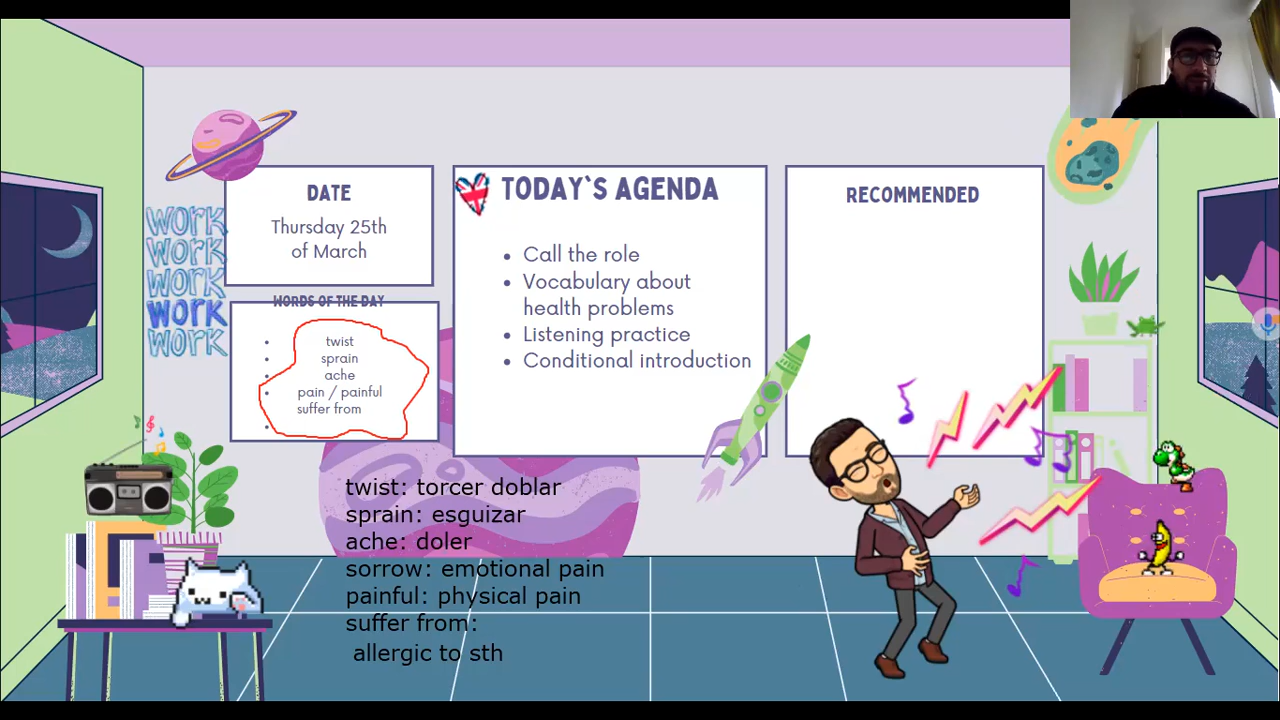 DATE
Thursday 25th
of March
WORK
WORK
WORK
WORK
WORK
WORDS OF THE DAY
twist
sprain
ache
pain / painful
suffer from
TODAY`S AGENDA
Call the role
Vocabulary about
health problems
Listening practice
Conditional introduction
RECOMMENDED
twist: torcer doblar
sprain: esguizar
ache: doler
sorrow: emotional pain
painful: physical pain
suffer from:
allergic to sth